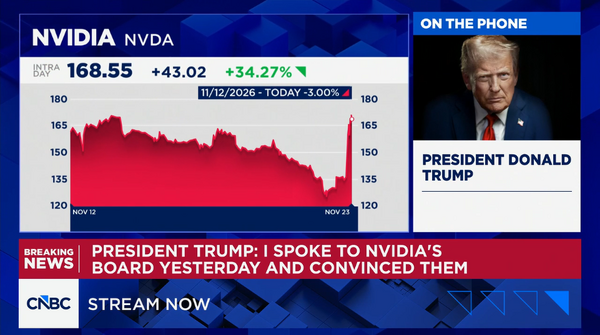 NVIDIA NVDA
INTRA DAY 168.55 +43.02 +34.27%
11/12/2026 - TODAY -3.00%
180 180
165 165
150 150
135 135
120 120
NOV 12 NOV 23
ON THE PHONE
PRESIDENT DONALD
TRUMP
BREAKING
NEWS
PRESIDENT TRUMP: I SPOKE TO NVIDIA'S
BOARD YESTERDAY AND CONVINCED THEM
CNBC STREAM NOW